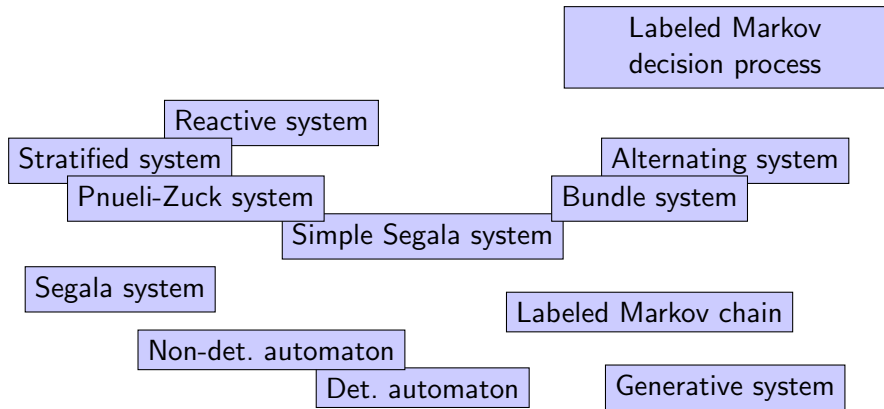 Labeled Markov
decision process
Reactive system
Stratified system
Alternating system
Pnueli-Zuck system
Bundle system
Simple Segala system
Segala system
Labeled Markov chain
Non-det. automaton
Det. automaton
Generative system